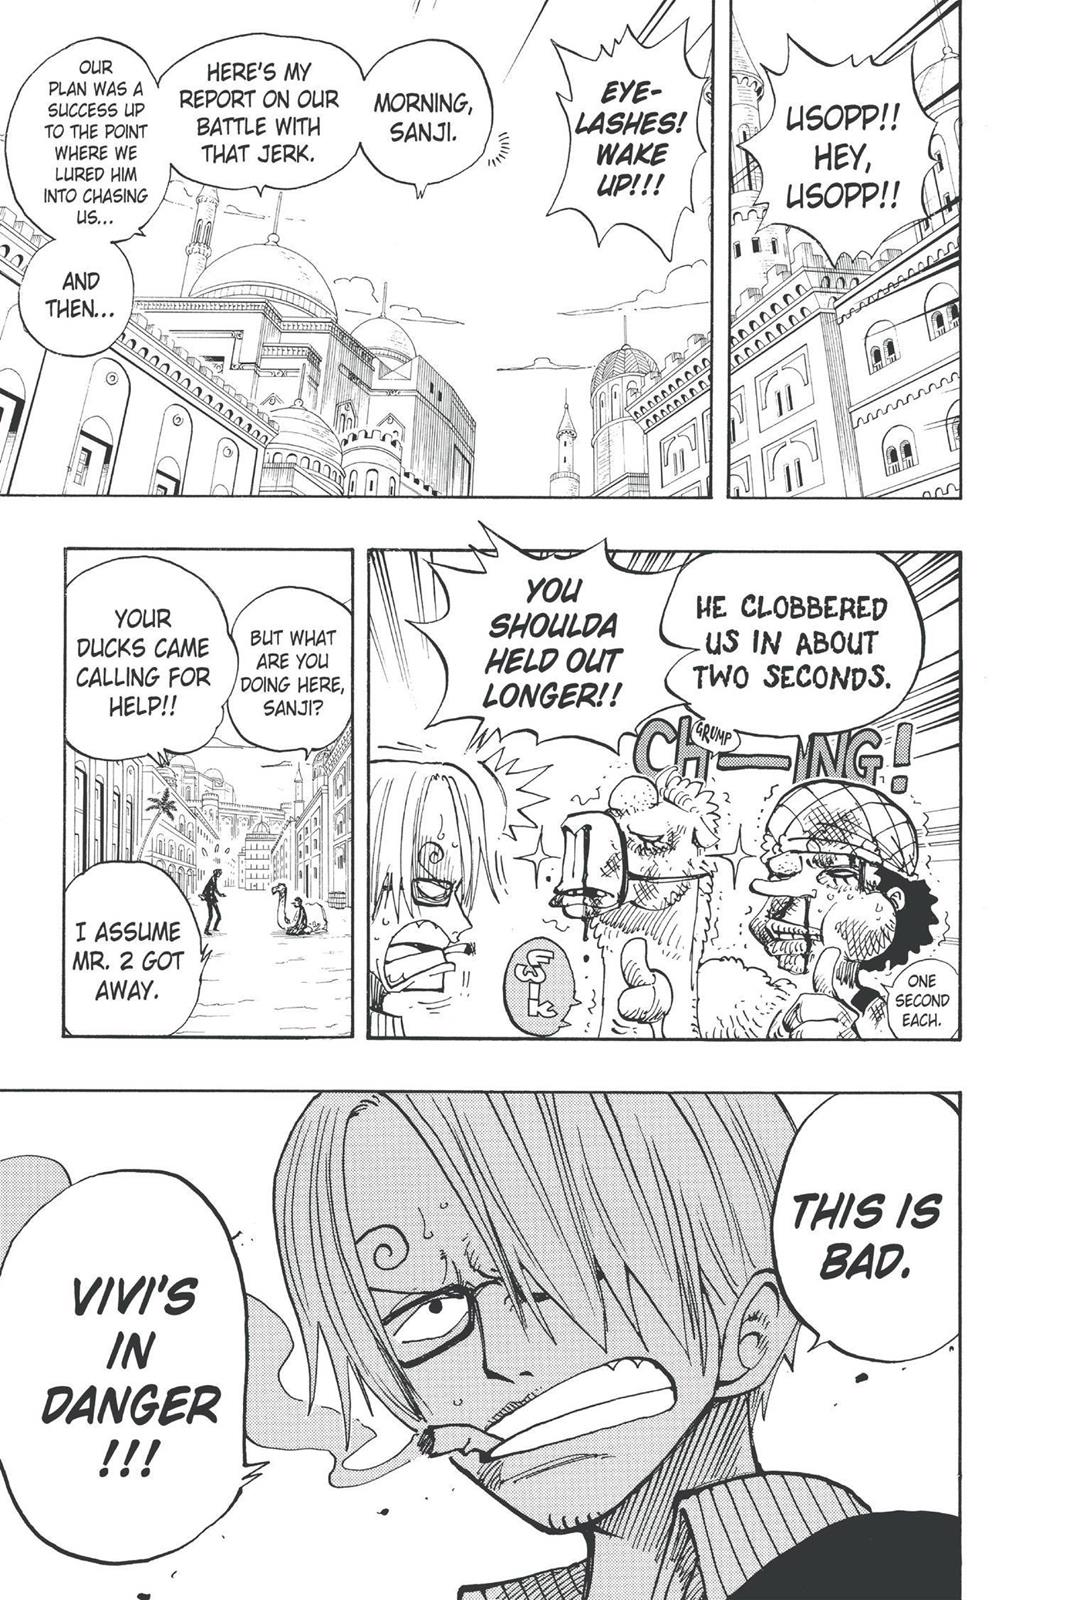 USOPP!!
HEY,
USOPP!!
EYE-
LASHES!
WAKE
UP!!!
MORNING,
SANJI.
HERE'S MY
REPORT ON OUR
BATTLE WITH
THAT JERK.
OUR
PLAN WAS A
SUCCESS UP
TO THE POINT
WHERE WE
LURED HIM
INTO CHASING
US...
AND
THEN...
HE CLOBBERED
US IN ABOUT
TWO SECONDS.
ONE
SECOND
EACH.
CH—MING!
GRUMP
YOU
SHOULDA
HELD OUT
LONGER!!
FWIK
BUT WHAT
ARE YOU
DOING HERE,
SANJI?
YOUR
DUCKS CAME
CALLING FOR
HELP!!
I ASSUME
MR. 2 GOT
AWAY.
THIS IS
BAD.
VIVI'S
IN
DANGER
!!!